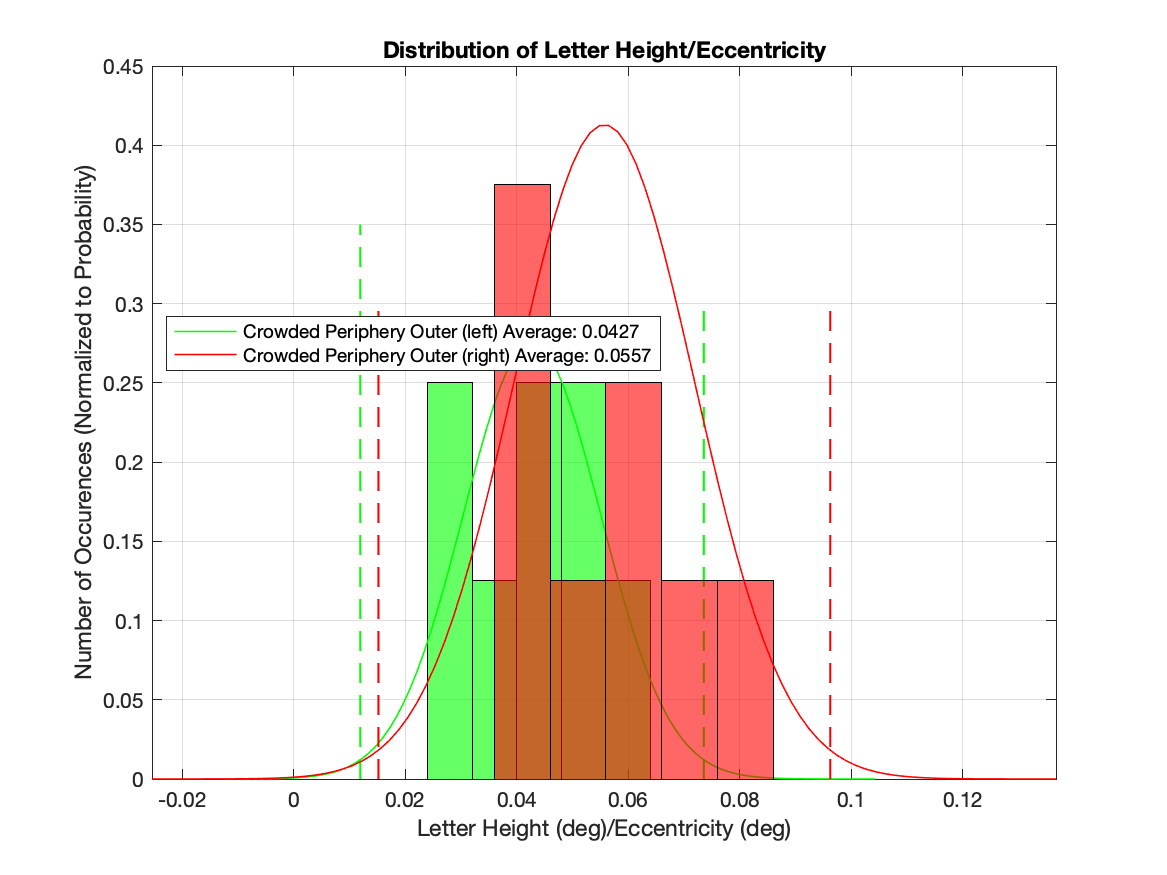 Distribution of Letter Height/Eccentricity
0.45
0.4
0.35
0.3
0.25
0.2
0.15
0.1
0.05
0
Number of Occurences (Normalized to Probability)
Crowded Periphery Outer (left) Average: 0.0427
Crowded Periphery Outer (right) Average: 0.0557
-0.02 0 0.02 0.04 0.06 0.08 0.1 0.12
Letter Height (deg)/Eccentricity (deg)